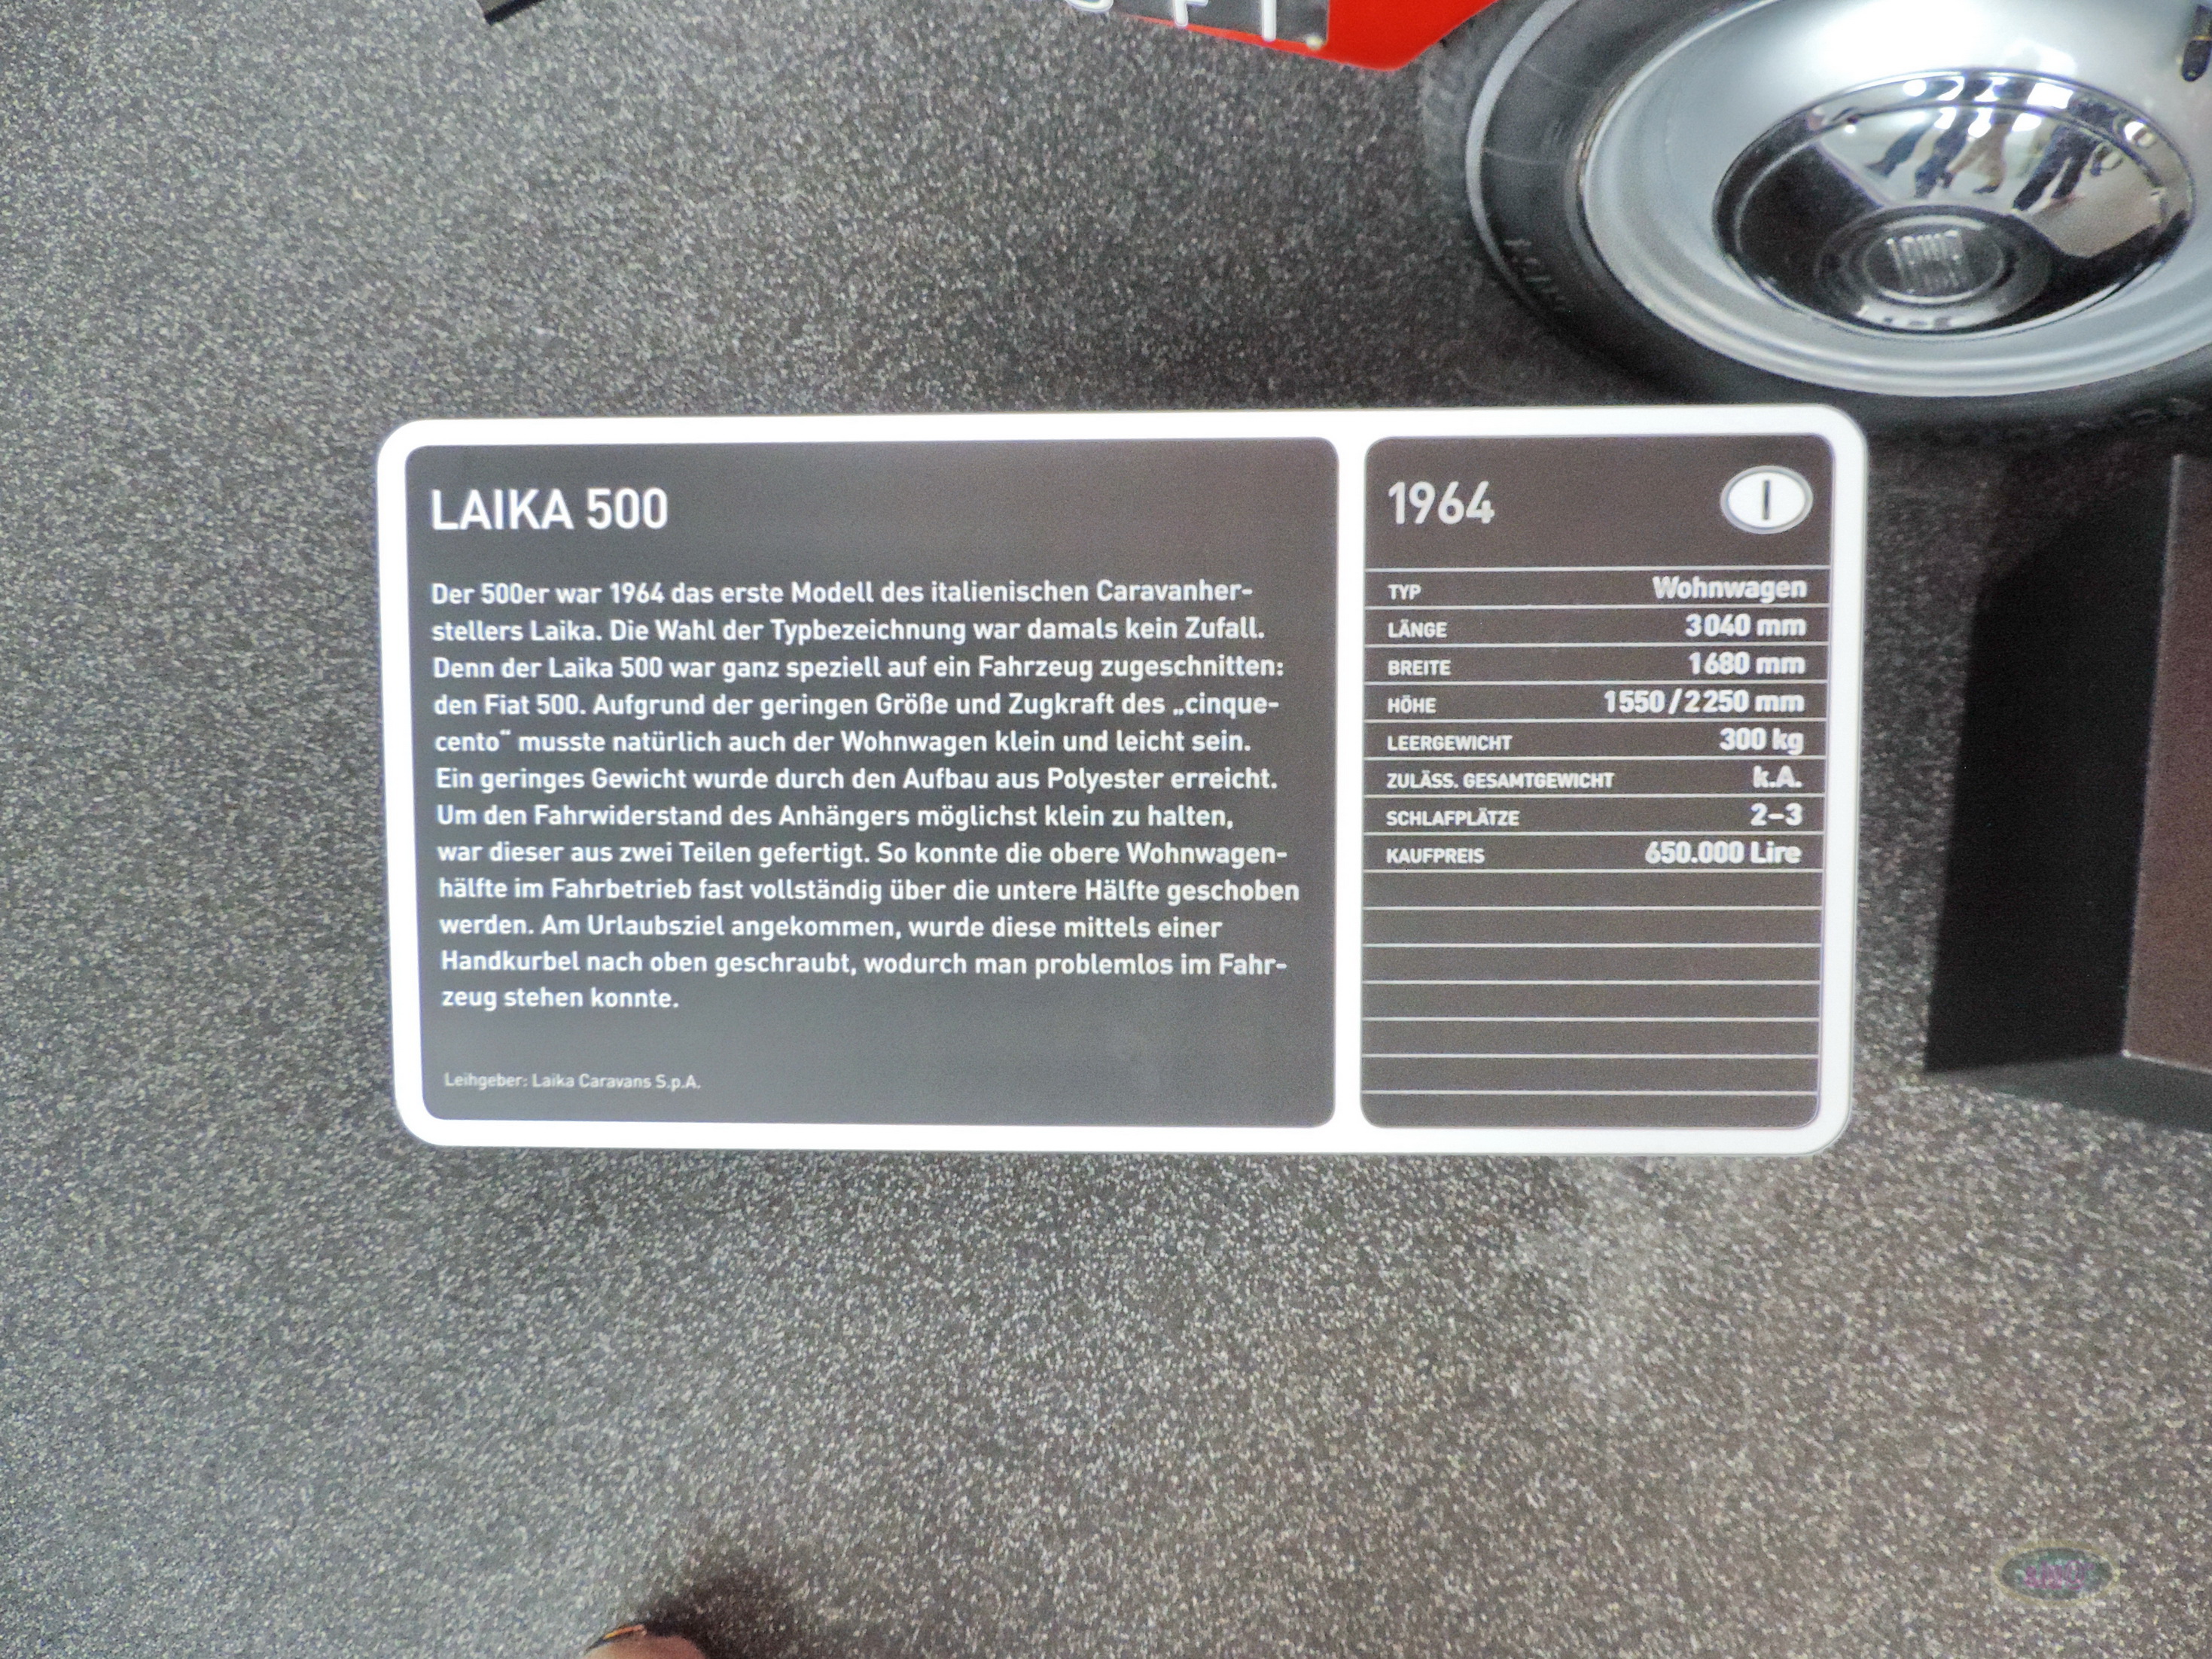 LAIKA 500
Der 500er war 1964 das erste Modell des italienischen Caravanher-
stellers Laika. Die Wahl der Typbezeichnung war damals kein Zufall.
Denn der Laika 500 war ganz speziell auf ein Fahrzeug zugeschnitten:
den Fiat 500. Aufgrund der geringen Größe und Zugkraft des „cinque-
cento“ musste natürlich auch der Wohnwagen klein und leicht sein.
Ein geringes Gewicht wurde durch den Aufbau aus Polyester erreicht.
Um den Fahrwiderstand des Anhängers möglichst klein zu halten,
war dieser aus zwei Teilen gefertigt. So konnte die obere Wohnwagen-
hälfte im Fahrbetrieb fast vollständig über die untere Hälfte geschoben
werden. Am Urlaubsziel angekommen, wurde diese mittels einer
Handkurbel nach oben geschraubt, wodurch man problemlos im Fahr-
zeug stehen konnte.
Leihgeber: Laika Caravans S.p.A.
1964 I
TYP Wohnwagen
LÄNGE 3040 mm
BREITE 1680 mm
HÖHE 1550/2250 mm
LEERGEWICHT 300 kg
ZULÄSS. GESAMTGEWICHT k.A.
SCHLAFPLÄTZE 2–3
KAUFPREIS 650.000 Lire